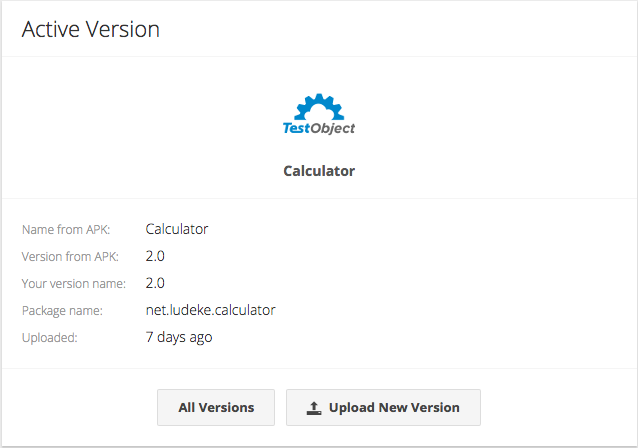 Active Version
TestObject
Calculator
Name from APK: Calculator
Version from APK: 2.0
Your version name: 2.0
Package name: net.ludeke.calculator
Uploaded: 7 days ago
All Versions Upload New Version